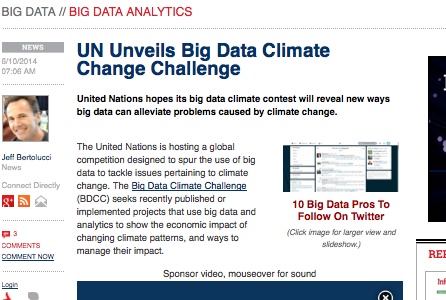 BIG DATA // BIG DATA ANALYTICS
NEWS
6/10/2014
07:06 AM
Jeff Bertolucci
News
Connect Directly
3
COMMENTS
COMMENT NOW
Login
UN Unveils Big Data Climate
Change Challenge
United Nations hopes its big data climate contest will reveal new ways
big data can alleviate problems caused by climate change.
The United Nations is hosting a global
competition designed to spur the use of big
data to tackle issues pertaining to climate
change. The Big Data Climate Challenge
(BDCC) seeks recently published or
implemented projects that use big data and
analytics to show the economic impact of
changing climate patterns, and ways to
manage their impact.
10 Big Data Pros To
Follow On Twitter
(Click image for larger view and
slideshow.)
Sponsor video, mouseover for sound